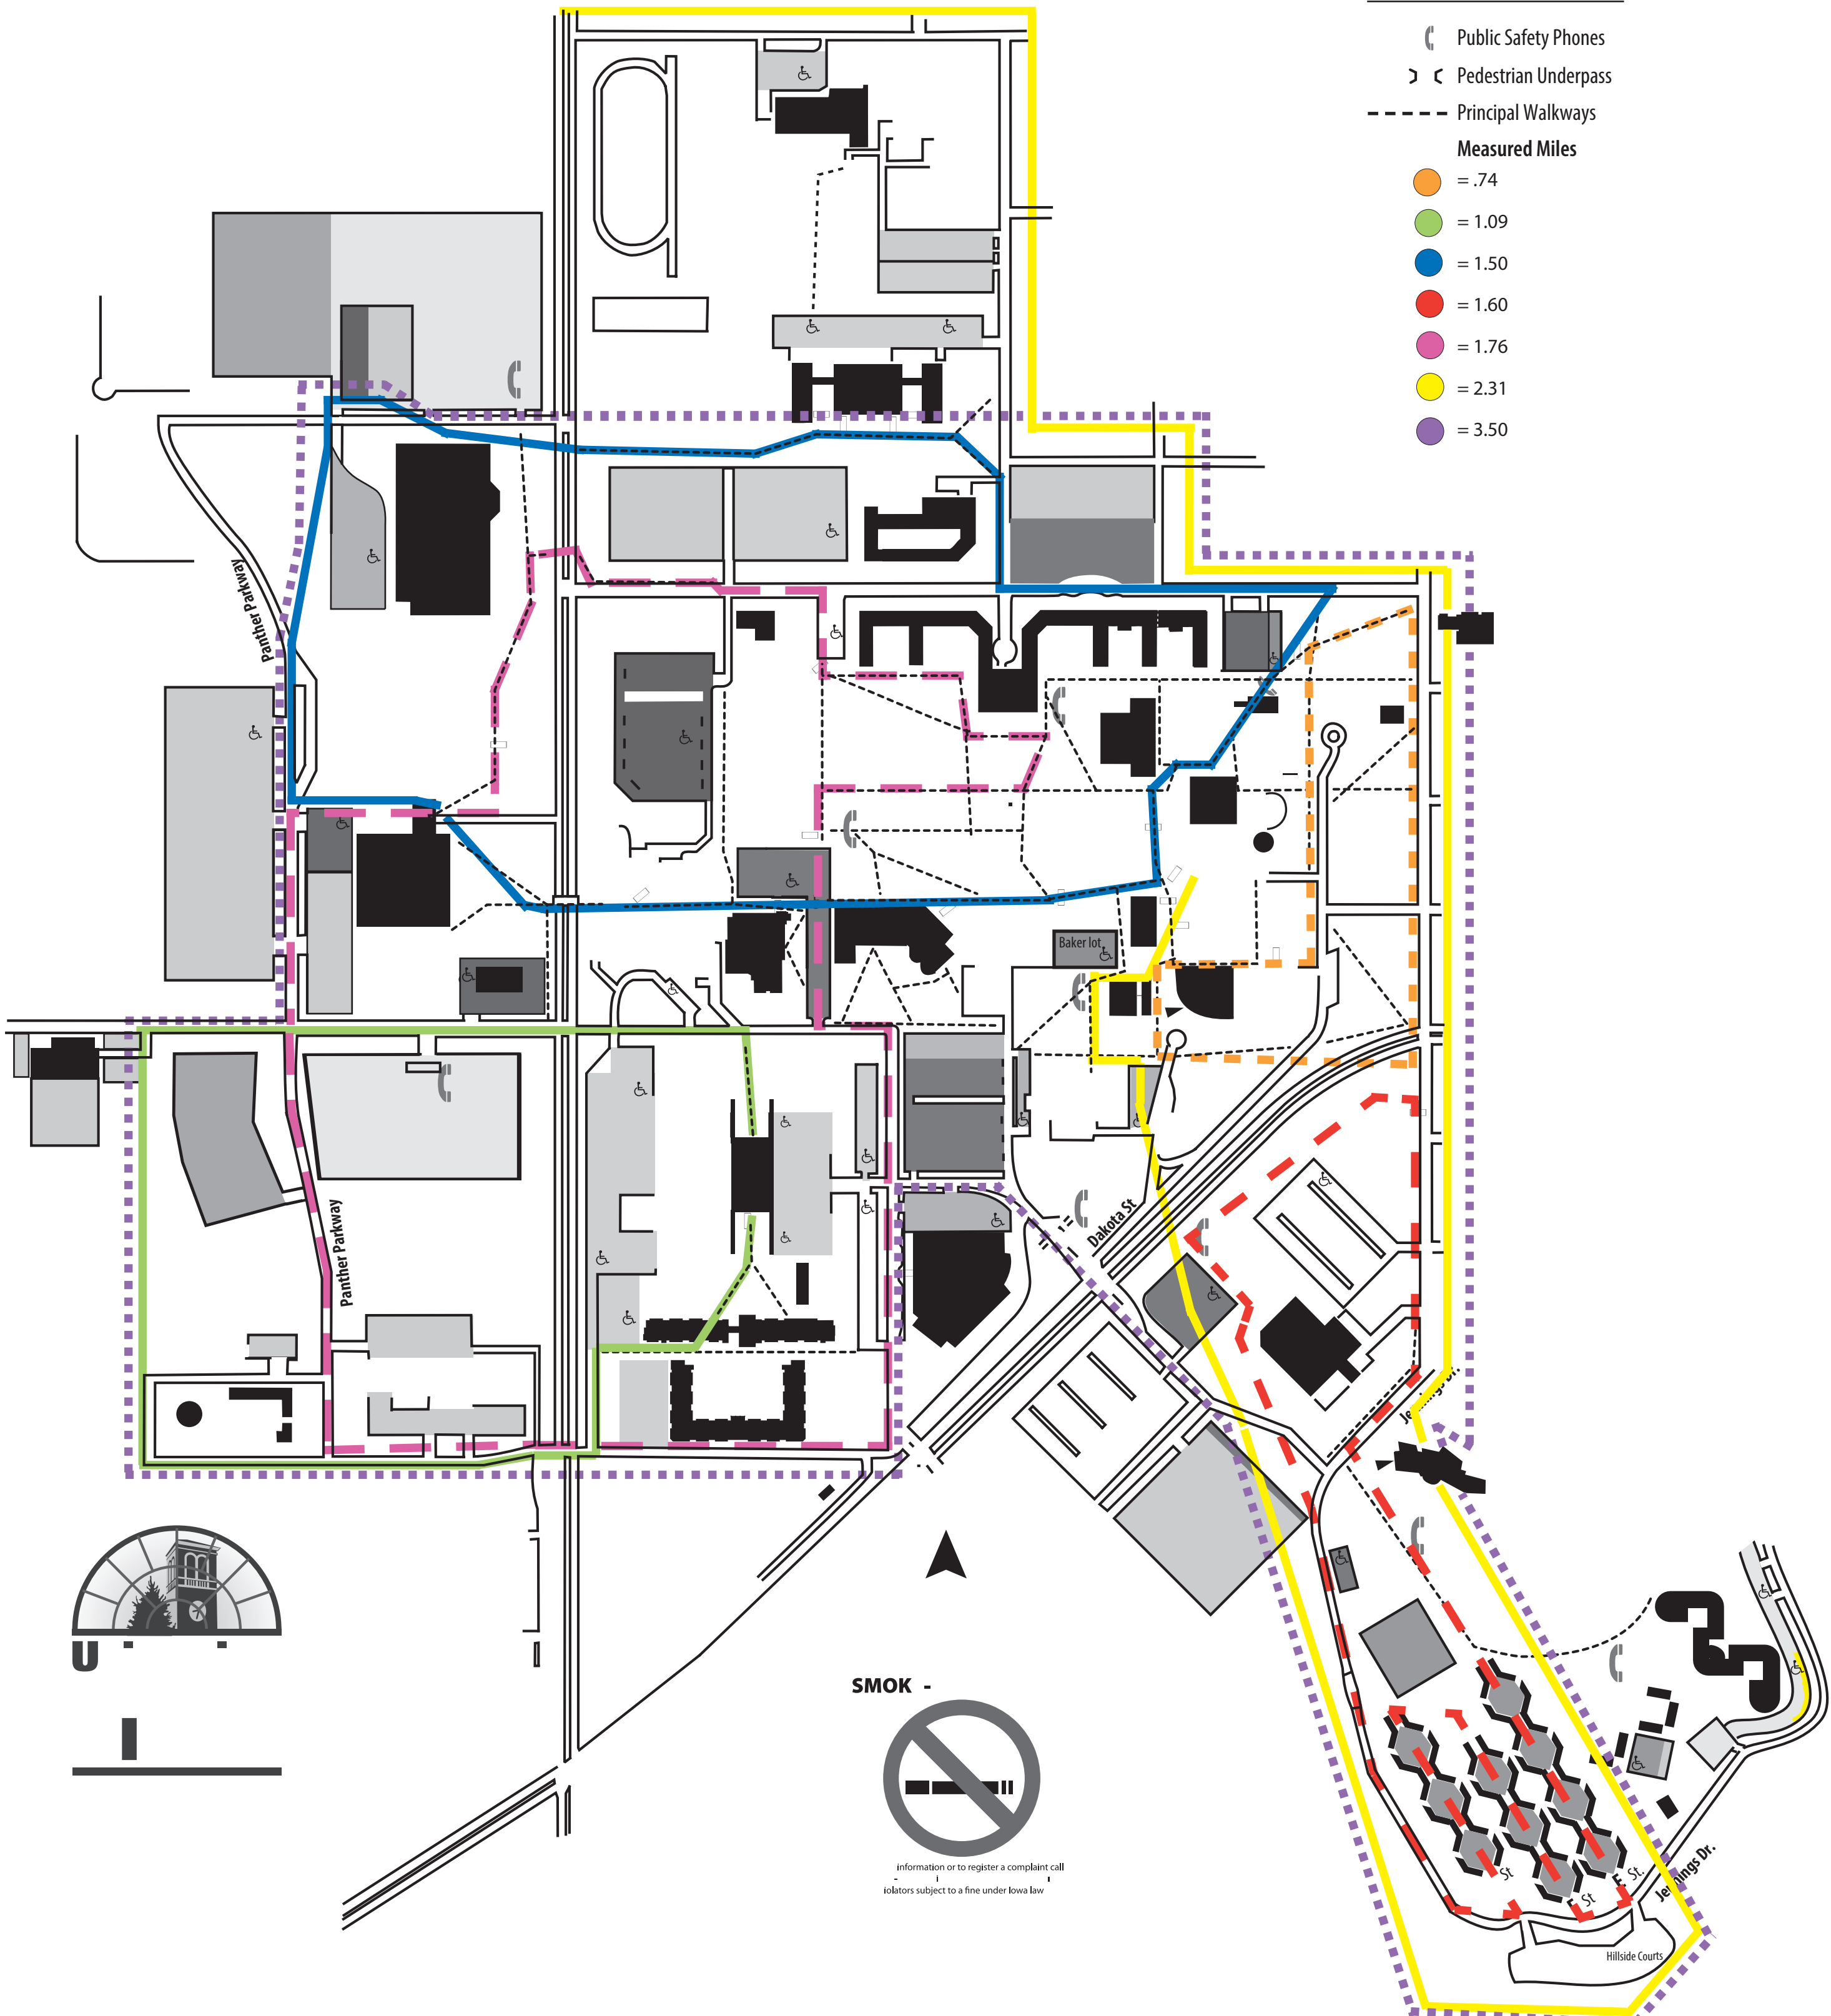 Public Safety Phones
Pedestrian Underpass
Principal Walkways
Measured Miles
= .74
= 1.09
= 1.50
= 1.60
= 1.76
= 2.31
= 3.50
Panther Parkway
Baker lot
Dakota St
Panther Parkway
U
SMOK -
information or to register a complaint call
iolators subject to a fine under Iowa law
St
St
St.
Jennings Dr.
Hillside Courts